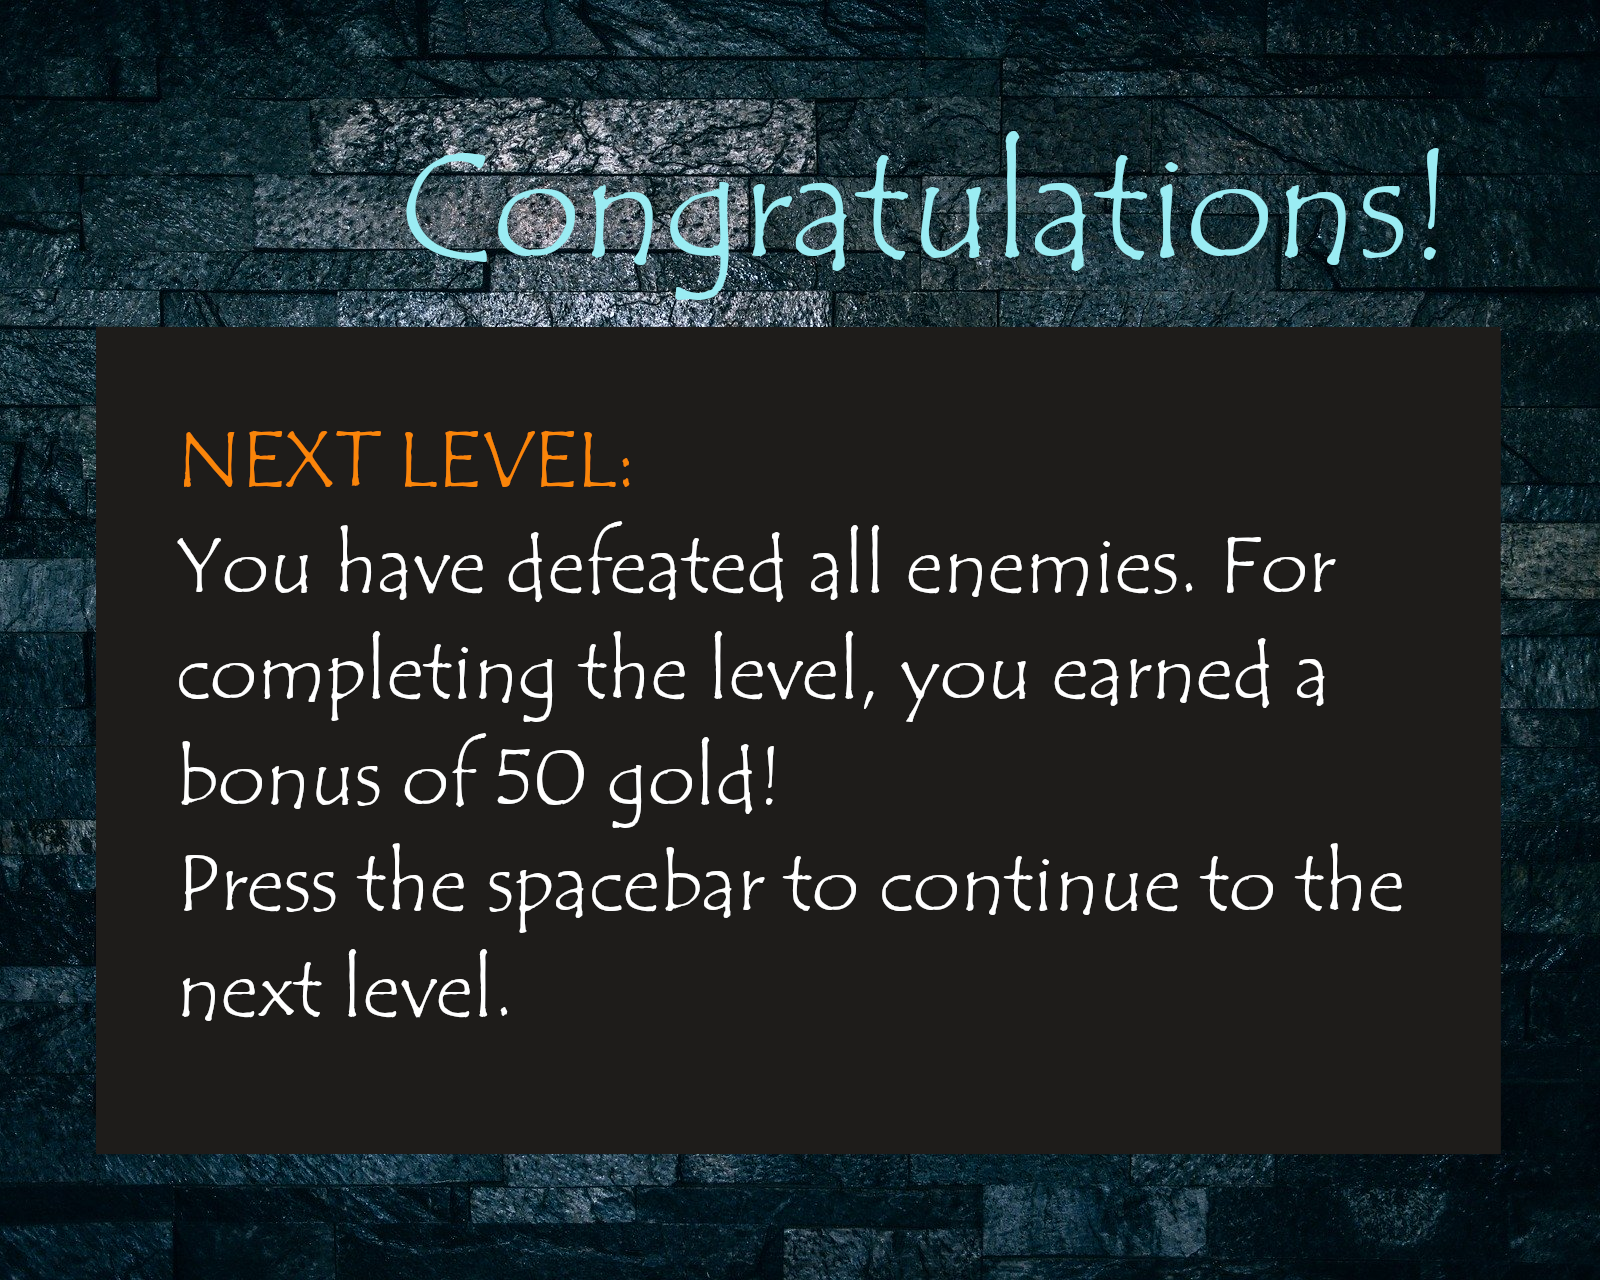 Congratulations!
NEXT LEVEL:
You have defeated all enemies. For
completing the level, you earned a
bonus of 50 gold!
Press the spacebar to continue to the
next level.